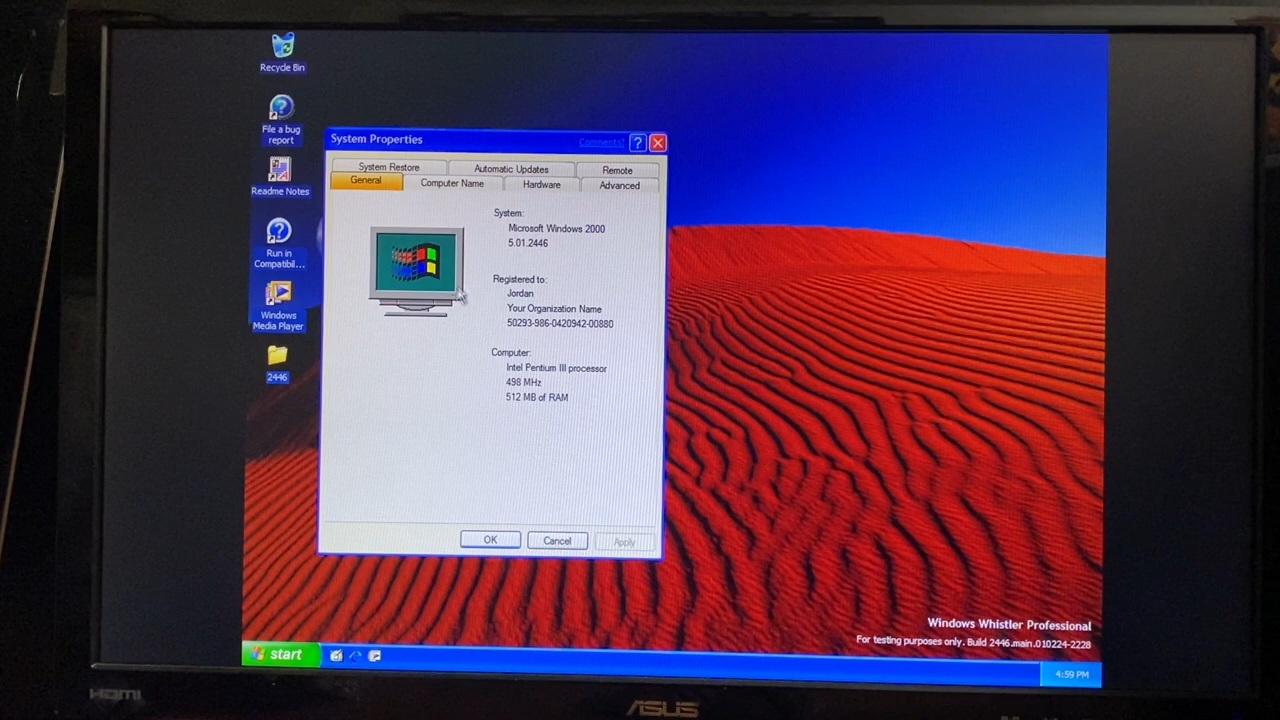 Recycle Bin
File a bug
report
Readme Notes
Run in
Compatibil...
Windows
Media Player
2446
System Properties
Comments?
?
System Restore
Automatic Updates
Remote
General
Computer Name
Hardware
Advanced
System:
Microsoft Windows 2000
5.01.2446
Registered to:
Jordan
Your Organization Name
50293-986-0420942-00880
Computer:
Intel Pentium III processor
498 MHz
512 MB of RAM
OK
Cancel
Apply
Windows Whistler Professional
For testing purposes only. Build 2446.main.010224-2228
start
4:59 PM
HDMI
ASUS